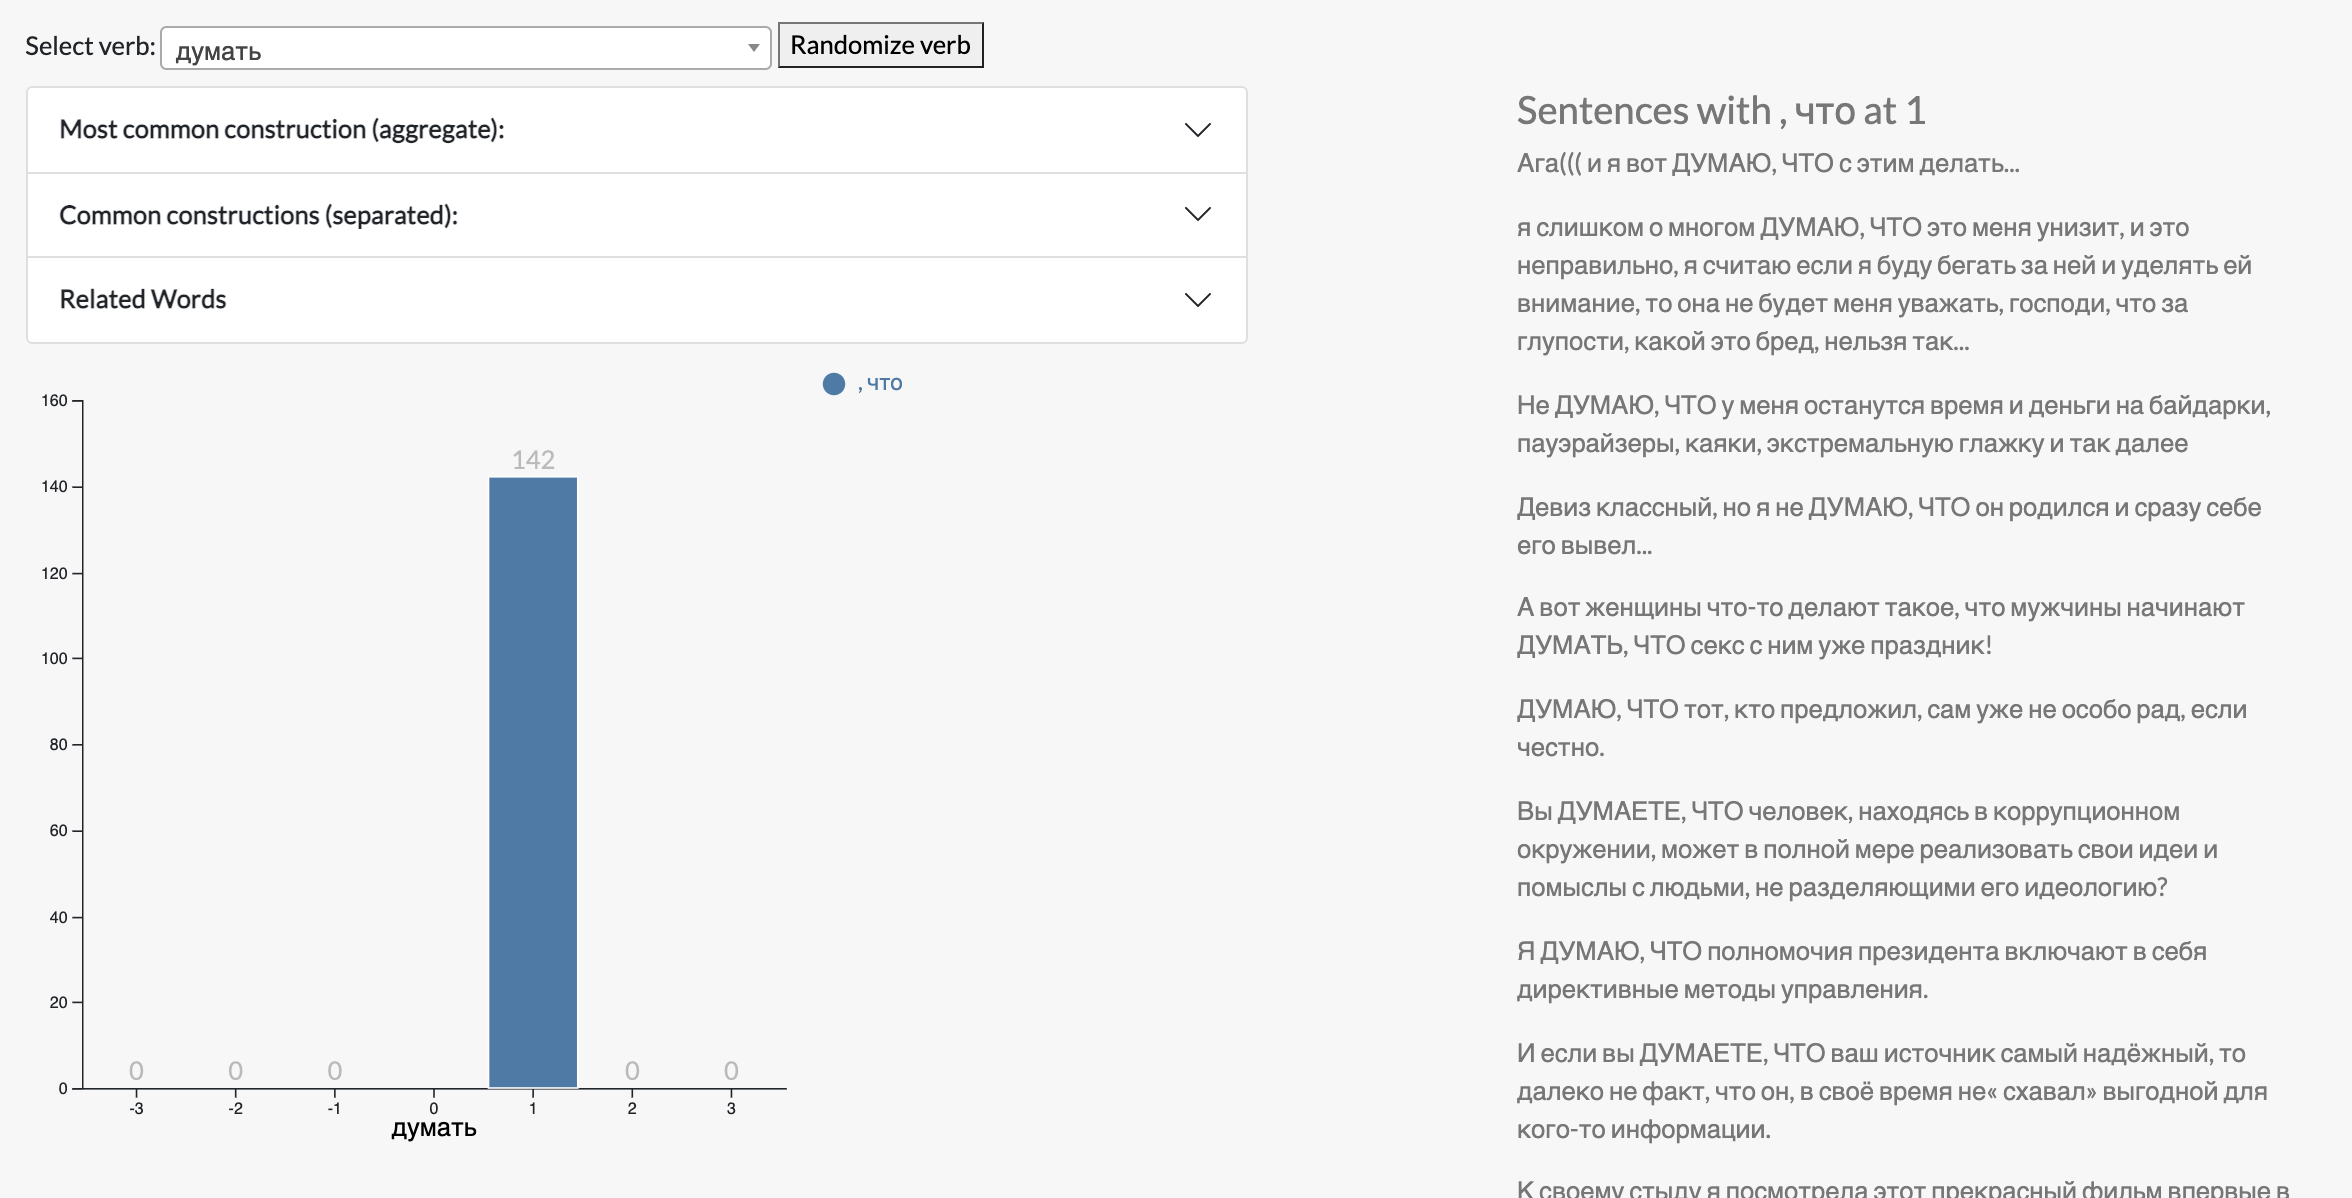 Select verb: думать Randomize verb
Most common construction (aggregate):
Common constructions (separated):
Related Words
, что
160
142
140
120
100
80
60
40
20
0 0 0 0 0 0
-3 -2 -1 0 1 2 3
думать
Sentences with , что at 1
Ага((( и я вот ДУМАЮ, ЧТО с этим делать...
я слишком о многом ДУМАЮ, ЧТО это меня унизит, и это
неправильно, я считаю если я буду бегать за ней и уделять ей
внимание, то она не будет меня уважать, господи, что за
глупости, какой это бред, нельзя так...
Не ДУМАЮ, ЧТО у меня останутся время и деньги на байдарки,
пауэрайзеры, каяки, экстремальную глажку и так далее
Девиз классный, но я не ДУМАЮ, ЧТО он родился и сразу себе
его вывел...
А вот женщины что-то делают такое, что мужчины начинают
ДУМАТЬ, ЧТО секс с ним уже праздник!
ДУМАЮ, ЧТО тот, кто предложил, сам уже не особо рад, если
честно.
Вы ДУМАЕТЕ, ЧТО человек, находясь в коррупционном
окружении, может в полной мере реализовать свои идеи и
помыслы с людьми, не разделяющими его идеологию?
Я ДУМАЮ, ЧТО полномочия президента включают в себя
директивные методы управления.
И если вы ДУМАЕТЕ, ЧТО ваш источник самый надёжный, то
далеко не факт, что он, в своё время не« схавал» выгодной для
кого-то информации.
К своему стыду я посмотрела этот прекрасный фильм впервые в